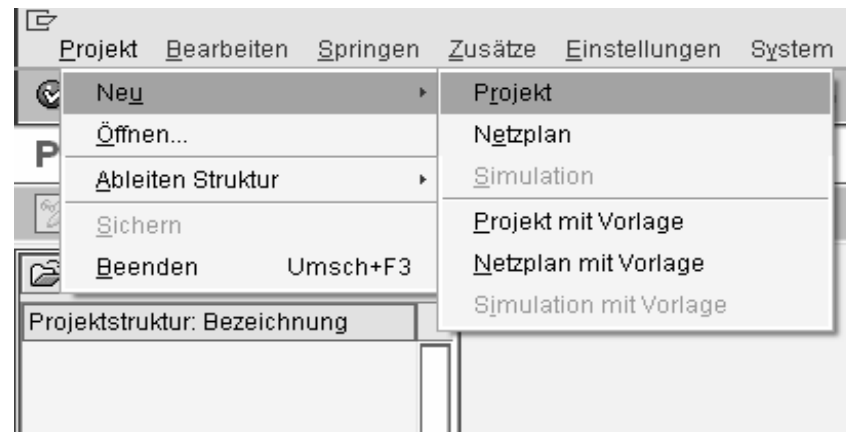 Projekt Bearbeiten Springen Zusätze Einstellungen System
Neu
Öffnen...
Ableiten Struktur
Sichern
Beenden Umsch+F3
Projekt
Netzplan
Simulation
Projekt mit Vorlage
Netzplan mit Vorlage
Simulation mit Vorlage
P
Projektstruktur: Bezeichnung